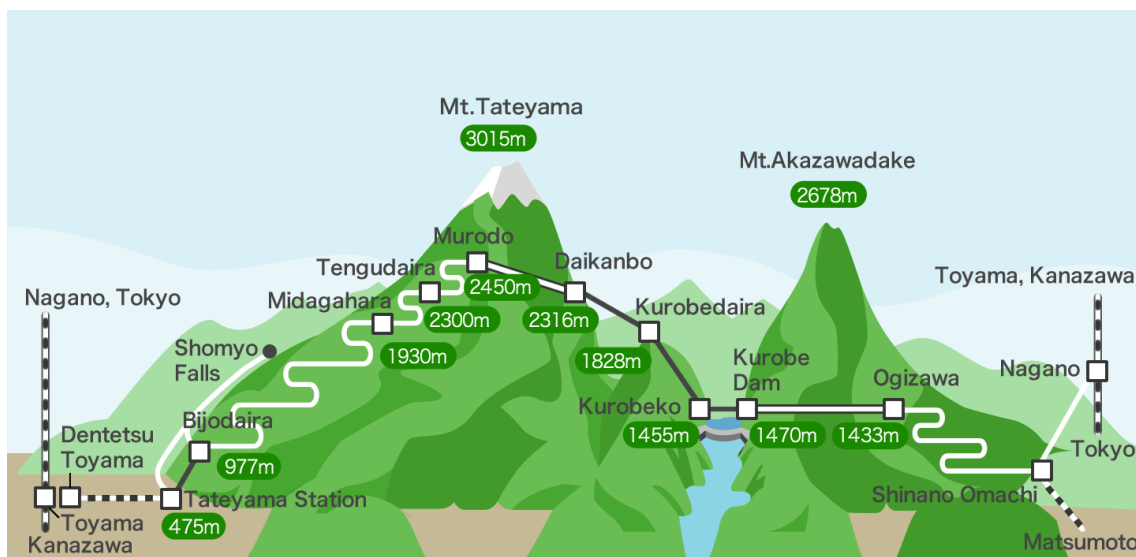 Mt.Tateyama
3015m
Mt.Akazawadake
2678m
Murodo
2450m
Tengudaira
2300m
Daikanbo
2316m
Midagahara
1930m
Kurobedaira
1828m
Nagano, Tokyo
Toyama, Kanazawa
Shomyo
Falls
Kurobe
Dam
1470m
Kurobeko
1455m
Ogizawa
1433m
Nagano
Bijodaira
977m
Dentetsu
Toyama
Tateyama Station
475m
Toyama
Kanazawa
Tokyo
Shinano Omachi
Matsumoto